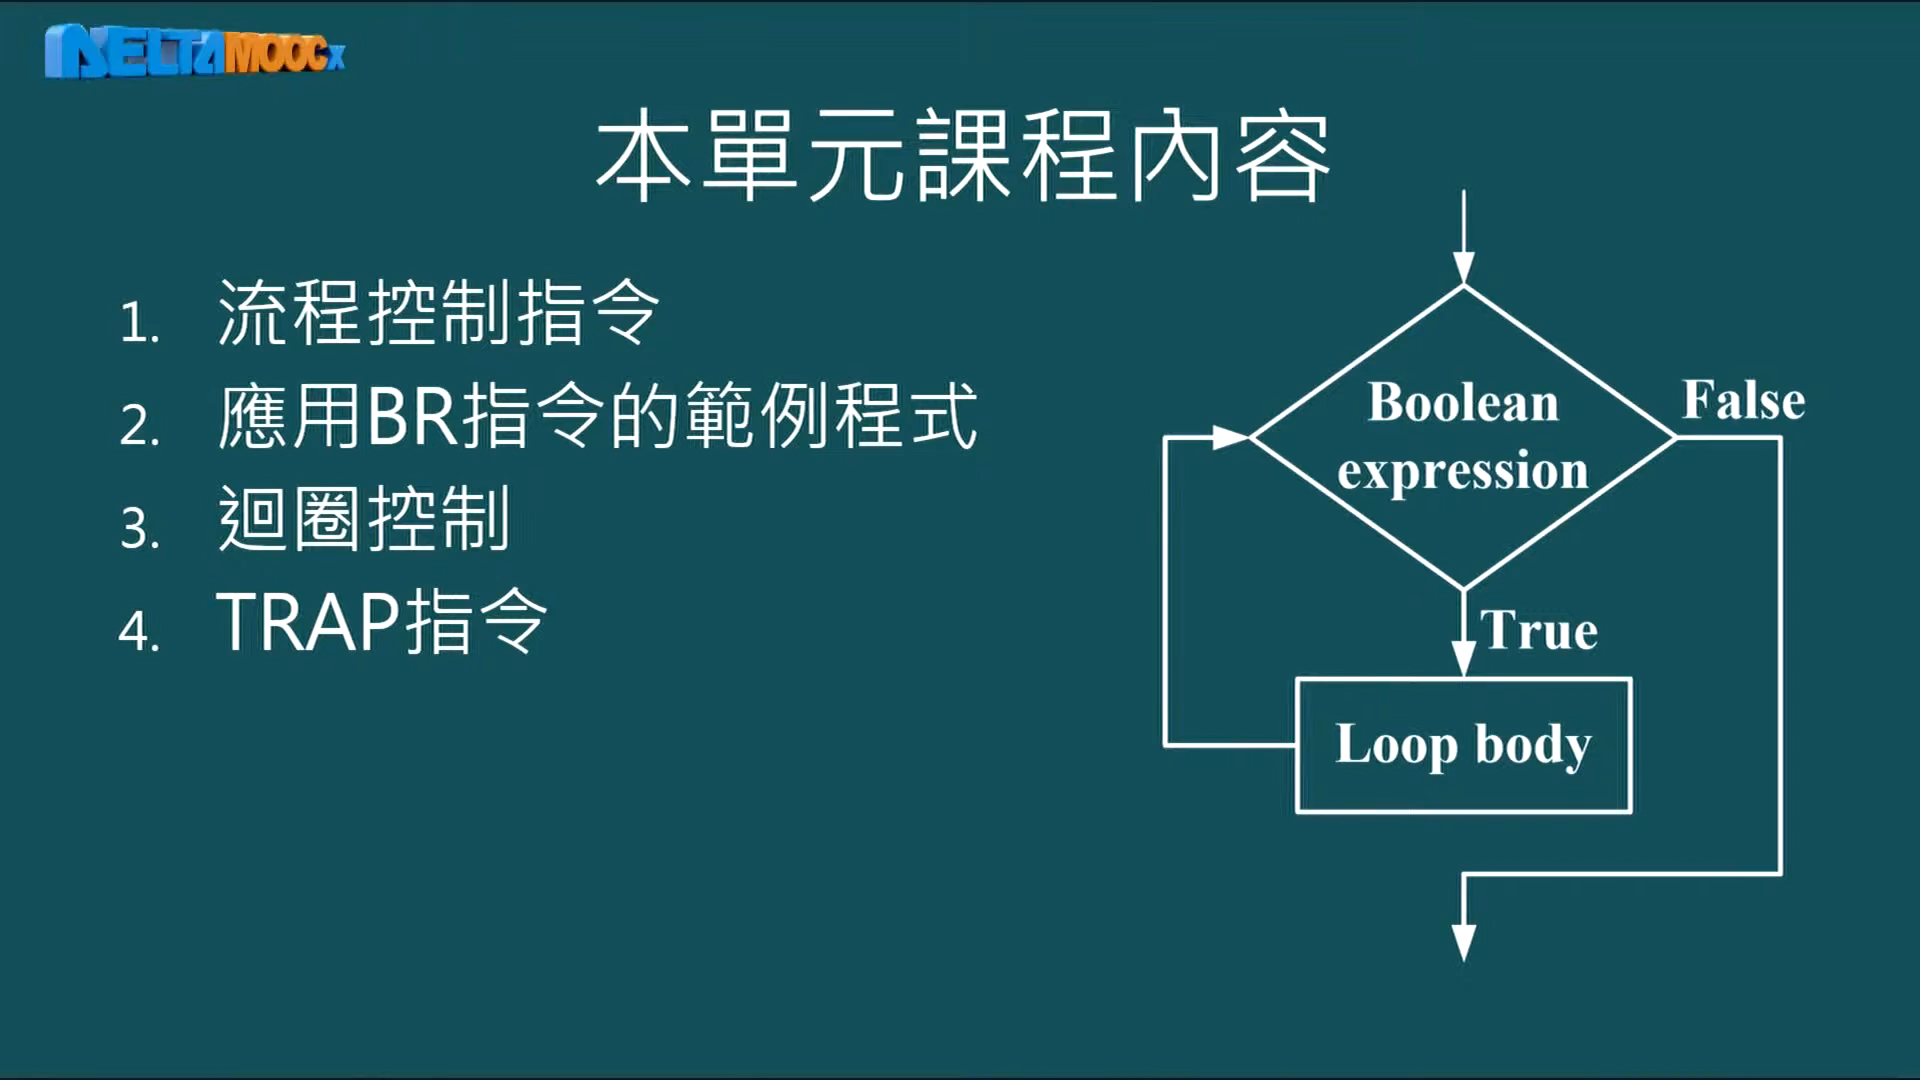 DELTAMOOCx
本單元課程內容
1. 流程控制指令
2. 應用BR指令的範例程式
3. 迴圈控制
4. TRAP指令
Boolean
expression
False
True
Loop body